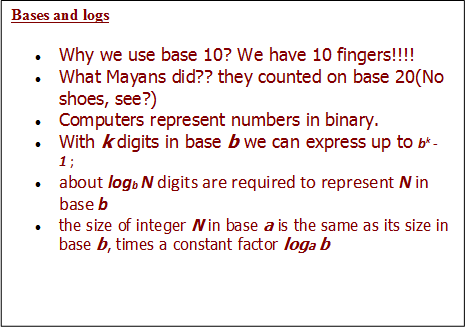 Bases and logs
• Why we use base 10? We have 10 fingers!!!!
• What Mayans did?? they counted on base 20(No
shoes, see?)
• Computers represent numbers in binary.
• With k digits in base b we can express up to bᵏ -
1 ;
• about log_b N digits are required to represent N in
base b
• the size of integer N in base a is the same as its size in
base b, times a constant factor log_a b